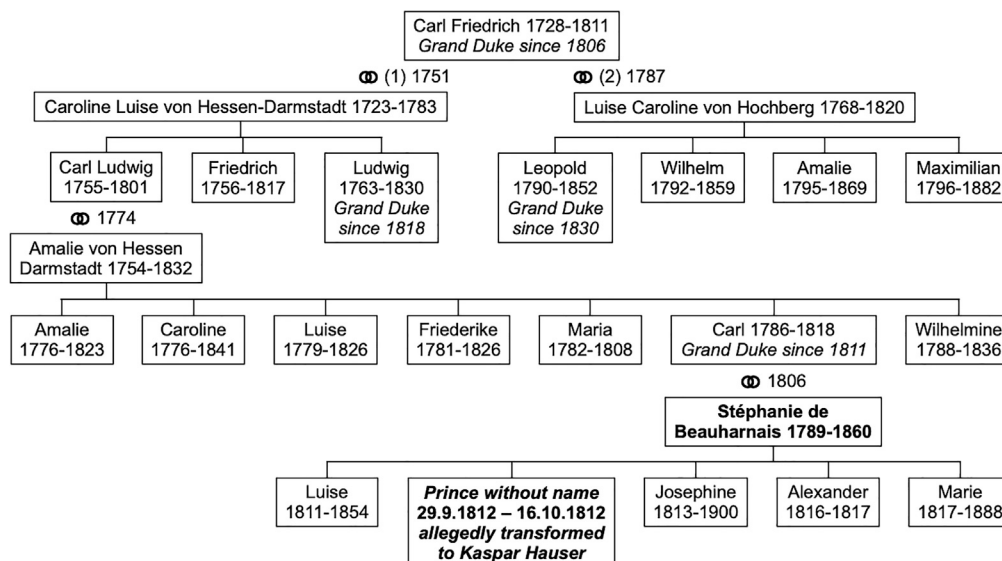 Carl Friedrich 1728-1811
Grand Duke since 1806
(1) 1751
(2) 1787
Caroline Luise von Hessen-Darmstadt 1723-1783
Luise Caroline von Hochberg 1768-1820
Carl Ludwig
1755-1801
Friedrich
1756-1817
Ludwig
1763-1830
Grand Duke
since 1818
Leopold
1790-1852
Grand Duke
since 1830
Wilhelm
1792-1859
Amalie
1795-1869
Maximilian
1796-1882
1774
Amalie von Hessen
Darmstadt 1754-1832
Amalie
1776-1823
Caroline
1776-1841
Luise
1779-1826
Friederike
1781-1826
Maria
1782-1808
Carl 1786-1818
Grand Duke since 1811
Wilhelmine
1788-1836
1806
Stéphanie de
Beauharnais 1789-1860
Luise
1811-1854
Prince without name
29.9.1812 – 16.10.1812
allegedly transformed
to Kaspar Hauser
Josephine
1813-1900
Alexander
1816-1817
Marie
1817-1888